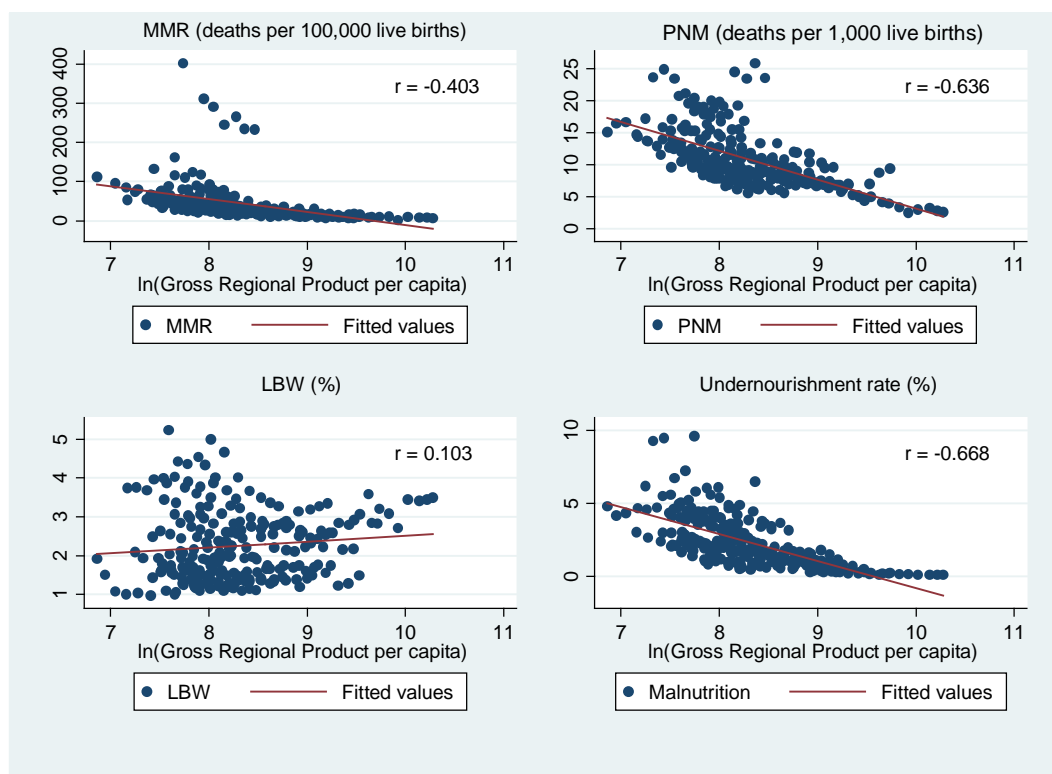 MMR (deaths per 100,000 live births)
r = -0.403
0 100 200 300 400
7 8 9 10 11
ln(Gross Regional Product per capita)
MMR Fitted values
PNM (deaths per 1,000 live births)
r = -0.636
25
20
15
10
5
0
7 8 9 10 11
ln(Gross Regional Product per capita)
PNM Fitted values
LBW (%)
r = 0.103
1 2 3 4 5
7 8 9 10 11
ln(Gross Regional Product per capita)
LBW Fitted values
Undernourishment rate (%)
r = -0.668
10
5
0
7 8 9 10 11
ln(Gross Regional Product per capita)
Malnutrition Fitted values